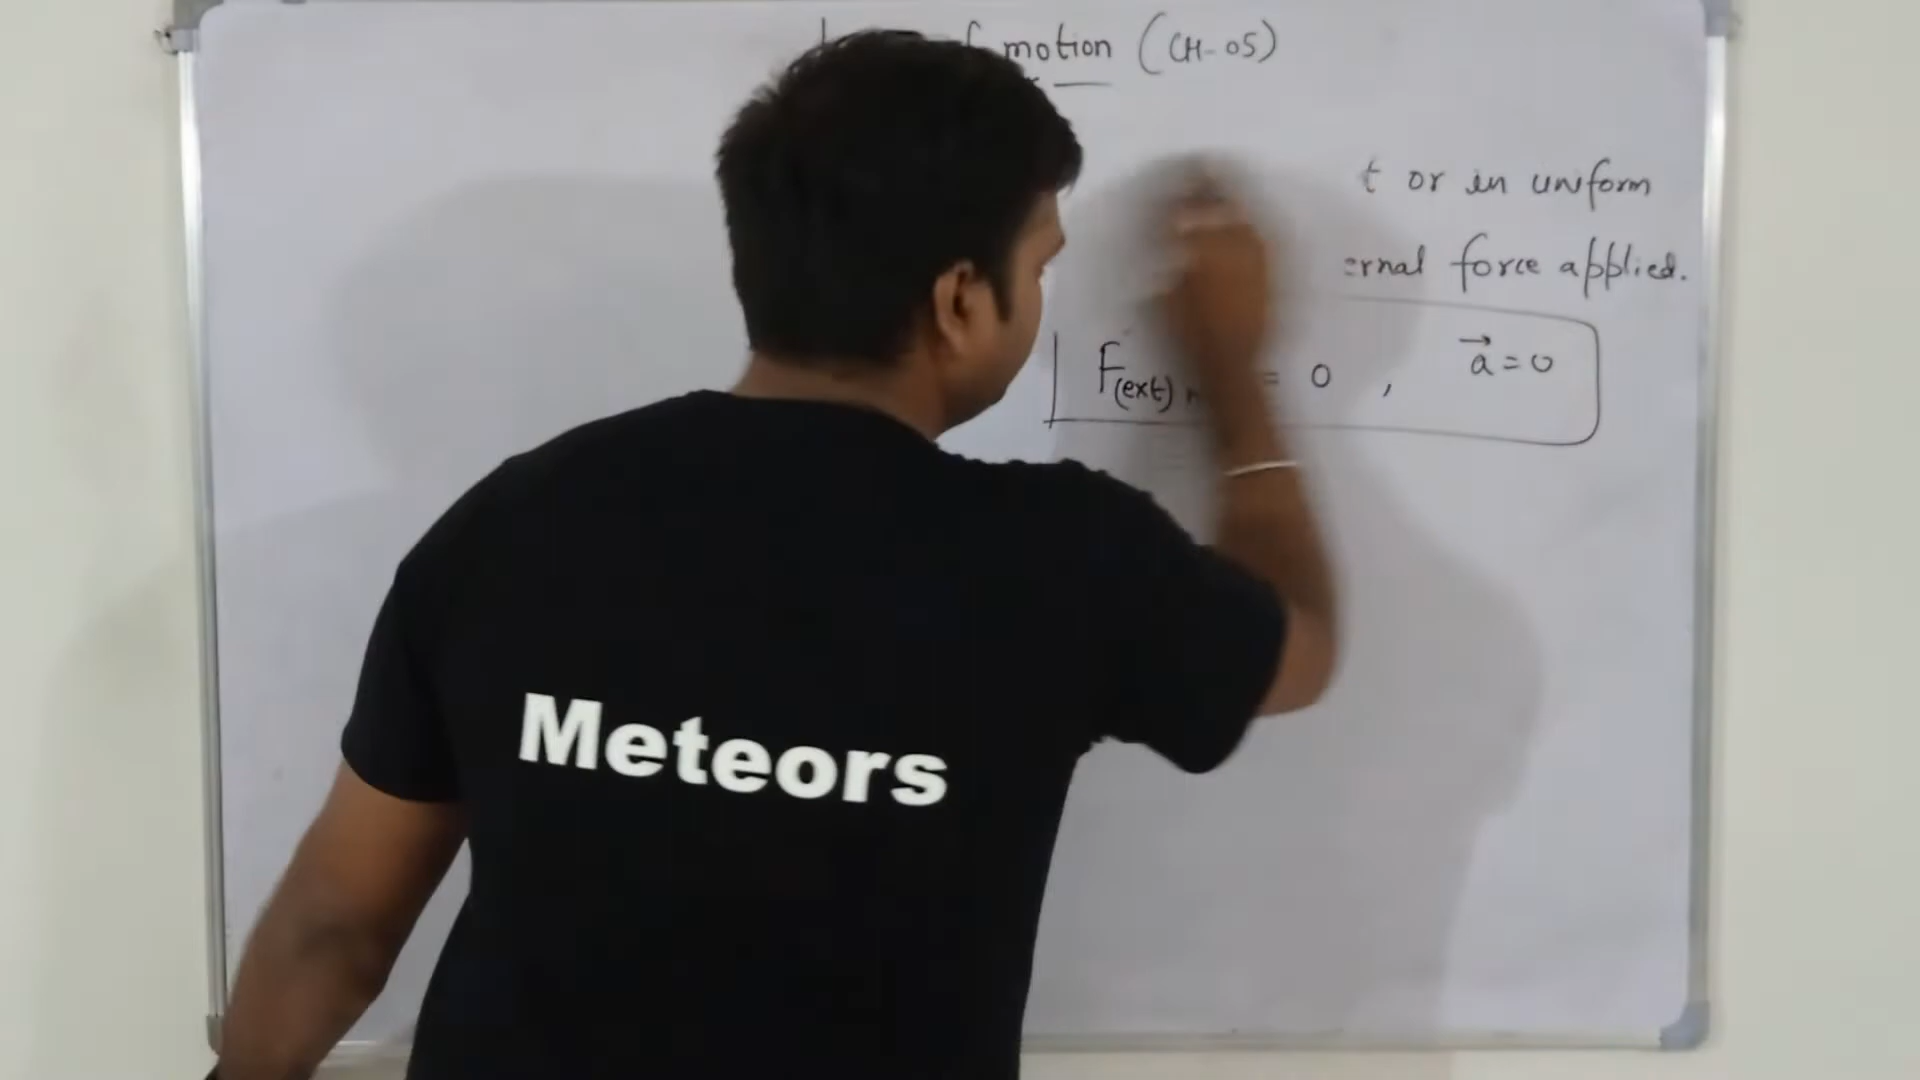 motion (CH-05)
t or in uniform
ernal force applied.
F(ext) = 0 , a⃗ = 0
Meteors